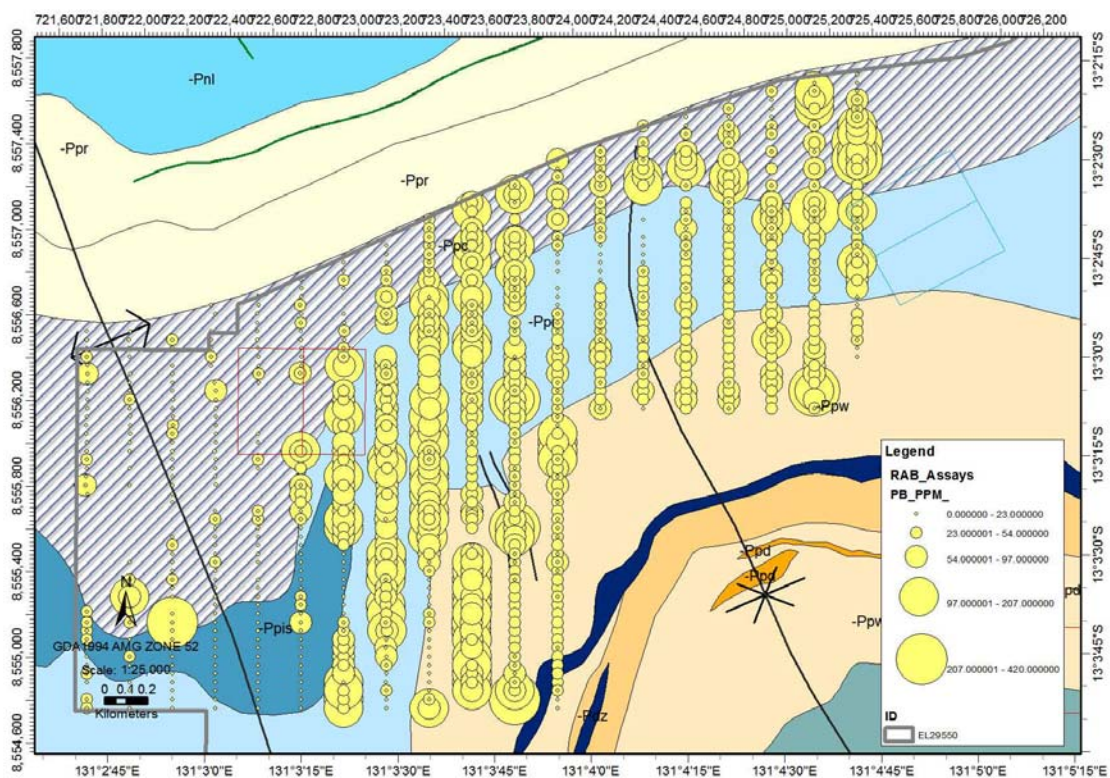 721,600 721,800 722,000 722,200 722,400 722,600 722,800 723,000 723,200 723,400 723,600 723,800 724,000 724,200 724,400 724,600 724,800 725,000 725,200 725,400 725,600 725,800 726,000 726,200
8,557,800
8,557,400
8,557,000
8,556,600
8,556,200
8,555,800
8,555,400
8,555,000
8,554,600
13°2'15"S
13°2'30"S
13°2'45"S
13°3'0"S
13°3'15"S
13°3'30"S
13°3'45"S
-Pnl
-Ppr
-Ppr
-Ppc
-Ppc
-Ppw
-Ppd
-Ppd
-Ppw
pd
-Ppis
-Pdz
N
GDA1994 AMG ZONE 52
Scale: 1:25,000
0 0.1 0.2
Kilometers
Legend
RAB_Assays
PB_PPM_
0.000000 - 23.000000
23.000001 - 54.000000
54.000001 - 97.000000
97.000001 - 207.000000
207.000001 - 420.000000
ID
EL29550
131°2'45"E 131°3'0"E 131°3'15"E 131°3'30"E 131°3'45"E 131°4'0"E 131°4'15"E 131°4'30"E 131°4'45"E 131°5'0"E 131°5'15"E